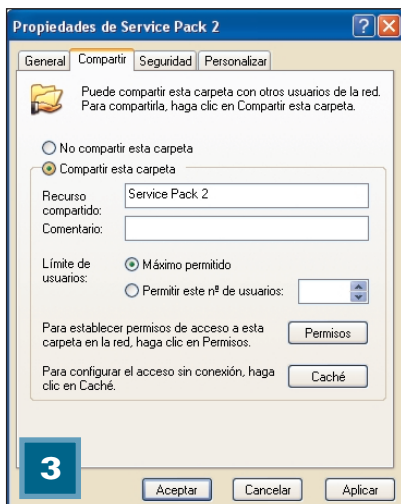 Propiedades de Service Pack 2
General Compartir Seguridad Personalizar
Puede compartir esta carpeta con otros usuarios de la red.
Para compartirla, haga clic en Compartir esta carpeta.
No compartir esta carpeta
Compartir esta carpeta
Recurso compartido: Service Pack 2
Comentario:
Límite de usuarios: Máximo permitido
Permitir este nº de usuarios:
Para establecer permisos de acceso a esta
carpeta en la red, haga clic en Permisos.
Permisos
Para configurar el acceso sin conexión, haga
clic en Caché.
Caché
3
Aceptar Cancelar Aplicar